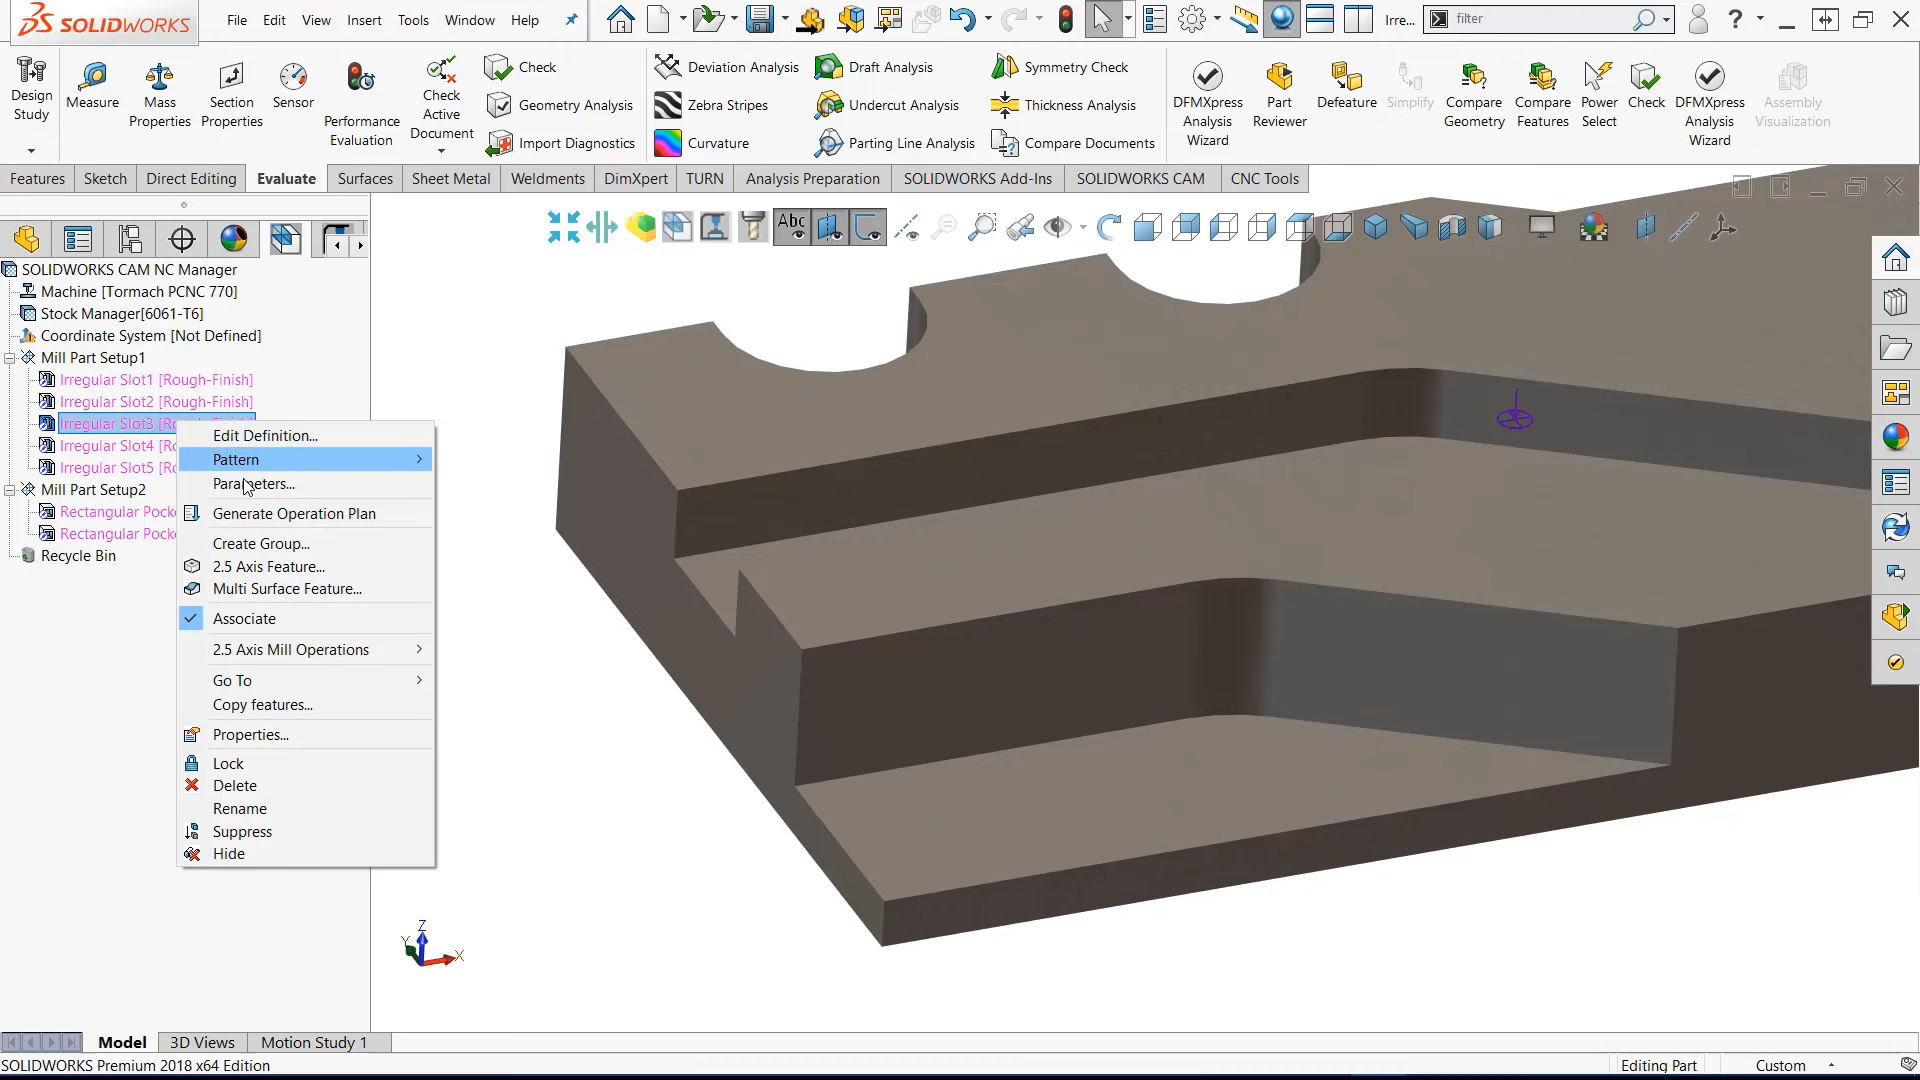 SOLIDWORKS
File Edit View Insert Tools Window Help
Irre...
filter
Design Study
Measure
Mass Properties
Section Properties
Sensor
Performance Evaluation
Check Active Document
Check
Geometry Analysis
Import Diagnostics
Deviation Analysis
Zebra Stripes
Curvature
Draft Analysis
Undercut Analysis
Parting Line Analysis
Symmetry Check
Thickness Analysis
Compare Documents
DFMXpress Analysis Wizard
Part Reviewer
Defeature
Simplify
Compare Geometry
Compare Features
Power Select
Check
DFMXpress Analysis Wizard
Assembly Visualization
Features Sketch Direct Editing Evaluate Surfaces Sheet Metal Weldments DimXpert TURN Analysis Preparation SOLIDWORKS Add-Ins SOLIDWORKS CAM CNC Tools
Abc
SOLIDWORKS CAM NC Manager
Machine [Tormach PCNC 770]
Stock Manager[6061-T6]
Coordinate System [Not Defined]
Mill Part Setup1
Irregular Slot1 [Rough-Finish]
Irregular Slot2 [Rough-Finish]
Irregular Slot3 [Ro
Irregular Slot4 [Ro
Irregular Slot5 [Ro
Mill Part Setup2
Rectangular Pock
Rectangular Pock
Recycle Bin
Edit Definition...
Pattern
Parameters...
Generate Operation Plan
Create Group...
2.5 Axis Feature...
Multi Surface Feature...
Associate
2.5 Axis Mill Operations
Go To
Copy features...
Properties...
Lock
Delete
Rename
Suppress
Hide
Z
Y
X
Model 3D Views Motion Study 1
SOLIDWORKS Premium 2018 x64 Edition
Editing Part
Custom